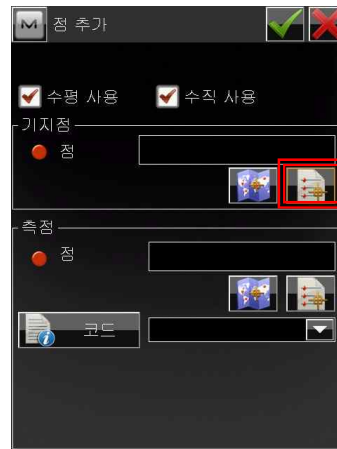 점 추가
수평 사용 수직 사용
기지점
점
측점
점
코드